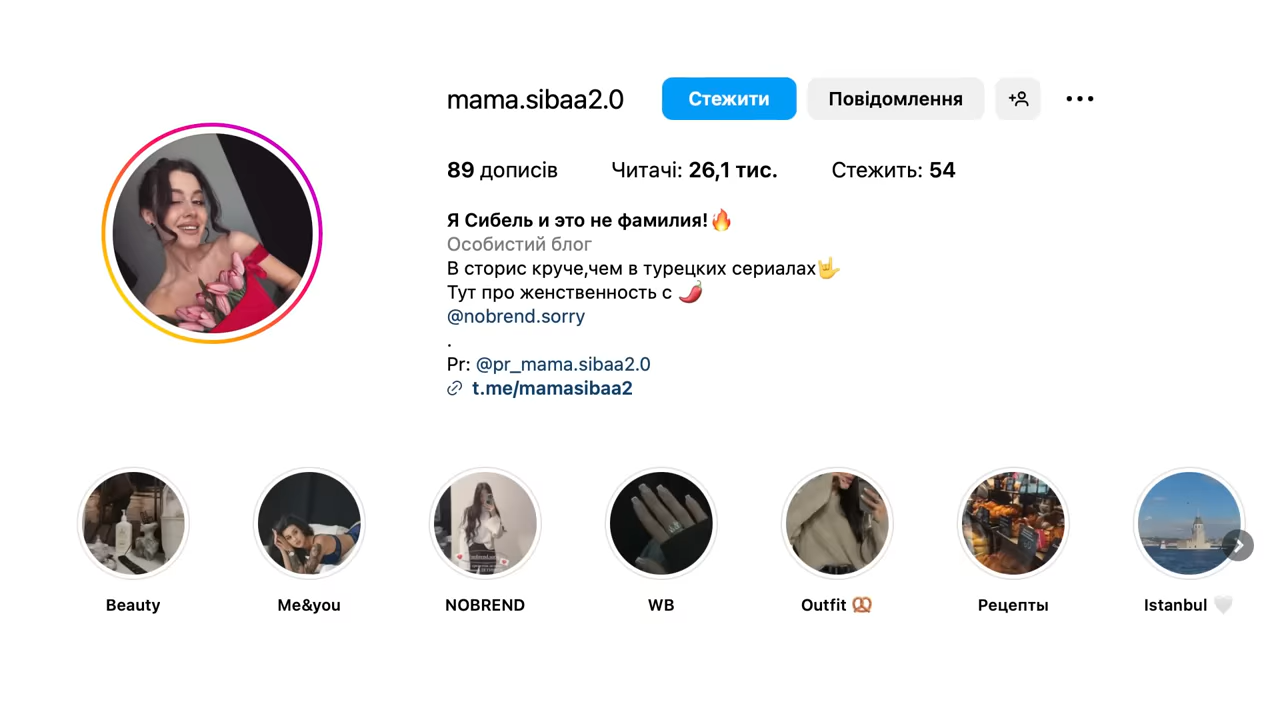 mama.sibaa2.0 Стежити Повідомлення
89 дописів Читачі: 26,1 тис. Стежить: 54
Я Сибель и это не фамилия!🔥
Особистий блог
В сторис круче,чем в турецких сериалах🤟
Тут про женственность с 🌶️
@nobrend.sorry
.
Pr: @pr_mama.sibaa2.0
t.me/mamasibaa2
Beauty Me&you NOBREND WB Outfit 🥨 Рецепты Istanbul 🤍